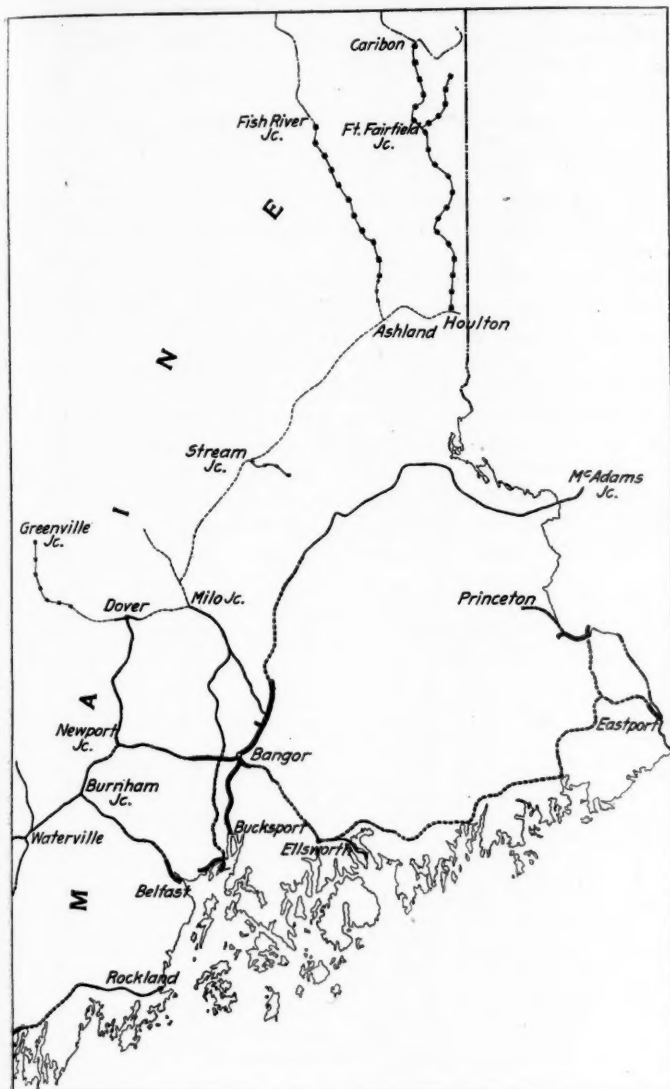 Caribon
Fish River
Jc.
Ft. Fairfield
Jc.
E
Ashland
Houlton
N
Stream
Jc.
McAdams
Jc.
I
Greenville
Jc.
Dover
Milo Jc.
Princeton
A
Newport
Jc.
Eastport
Bangor
Burnham
Jc.
Waterville
Bucksport
Ellsworth
Belfast
M
Rockland